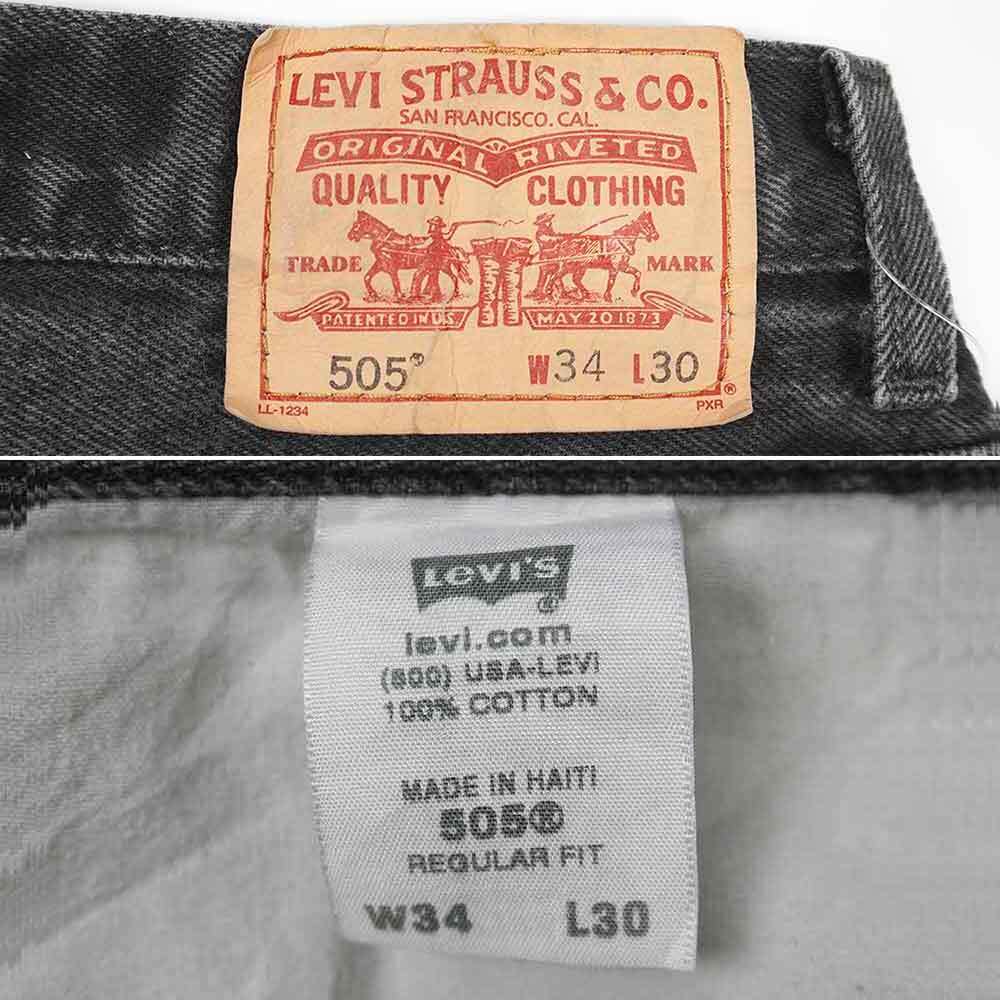 LEVI STRAUSS & CO.
SAN FRANCISCO. CAL.
ORIGINAL RIVETED
QUALITY CLOTHING
TRADE MARK
PATENTED IN U.S. MAY 20 1873
505® W34 L30
LL-1234 PXR ®
LEVI'S
®
levi.com
(800) USA-LEVI
100% COTTON
MADE IN HAITI
505®
REGULAR FIT
W34 L30